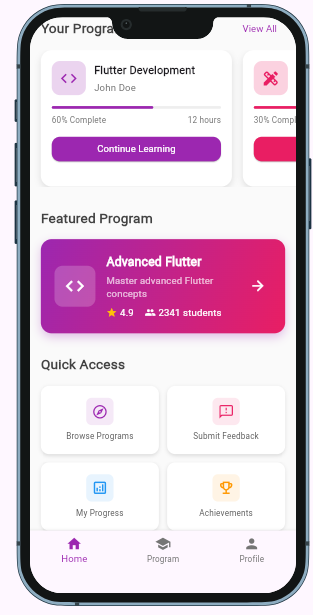 Your Progra
View All
Flutter Development
John Doe
60% Complete
12 hours
Continue Learning
30% Compl
Featured Program
Advanced Flutter
Master advanced Flutter
concepts
4.9
2341 students
Quick Access
Browse Programs
Submit Feedback
My Progress
Achievements
Home
Program
Profile